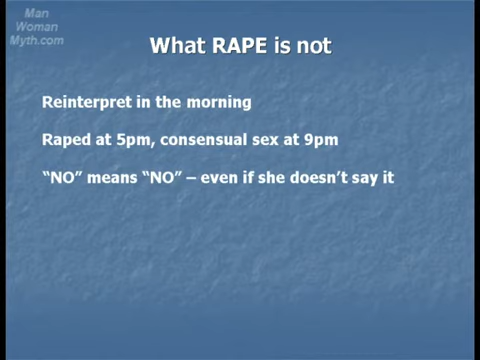 Man
Woman
Myth.com
What RAPE is not
Reinterpret in the morning
Raped at 5pm, consensual sex at 9pm
“NO” means “NO” – even if she doesn’t say it